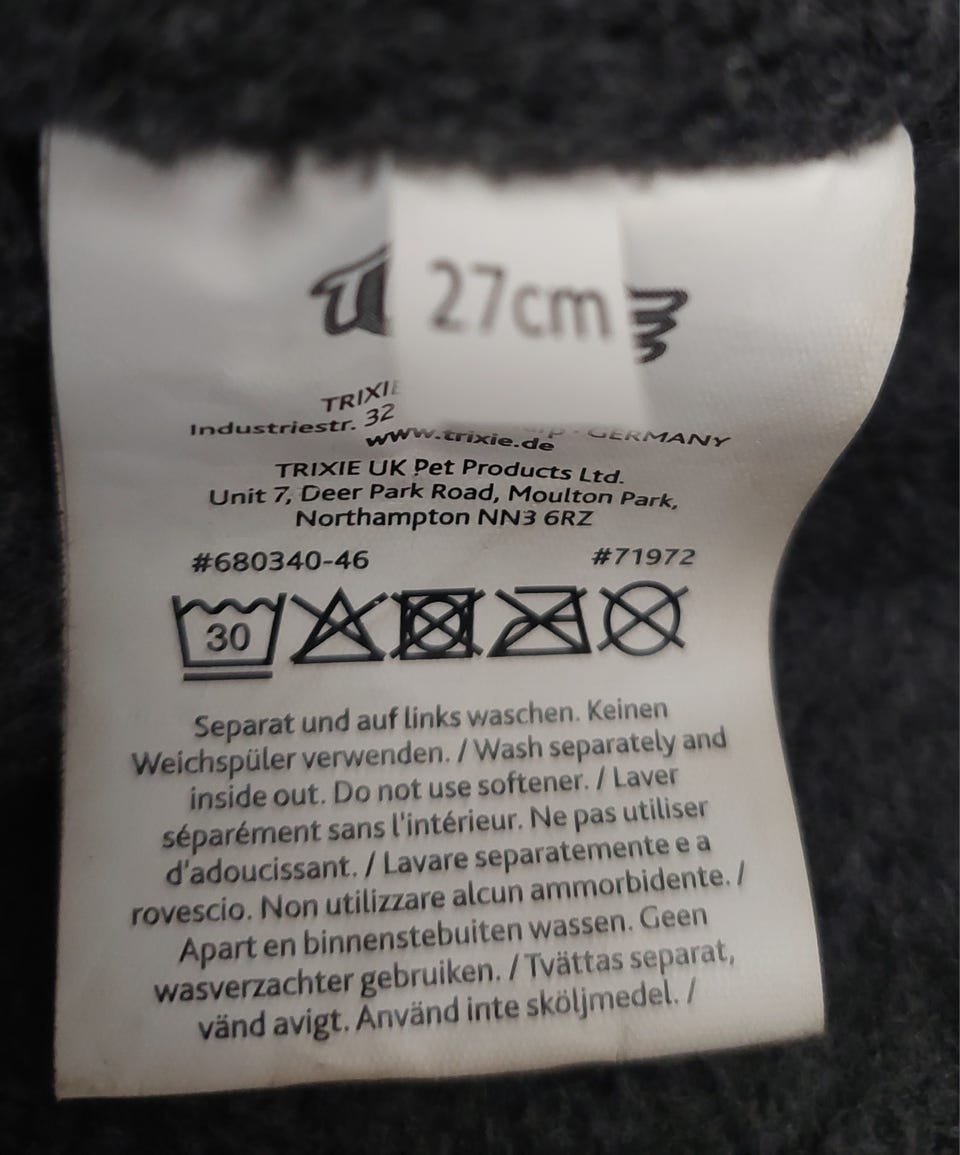 27cm
TRIXIE
Industriestr. 32 GERMANY
www.trixie.de
TRIXIE UK Pet Products Ltd.
Unit 7, Deer Park Road, Moulton Park,
Northampton NN3 6RZ
#680340-46 #71972
30
Separat und auf links waschen. Keinen
Weichspüler verwenden. / Wash separately and
inside out. Do not use softener. / Laver
séparément sans l'intérieur. Ne pas utiliser
d'adoucissant. / Lavare separatemente e a
rovescio. Non utilizzare alcun ammorbidente. /
Apart en binnenstebuiten wassen. Geen
wasverzachter gebruiken. / Tvättas separat,
vänd avigt. Använd inte sköljmedel. /